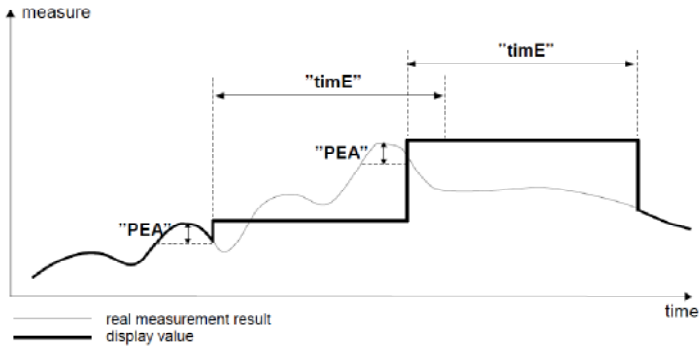 measure
”timE”
”timE”
”PEA”
”PEA”
time
real measurement result
display value